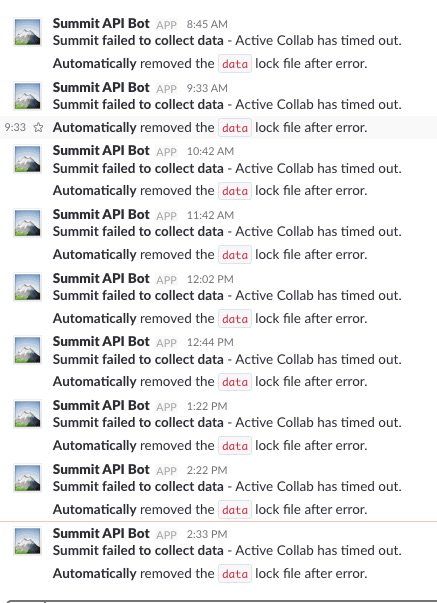 Summit API Bot APP 8:45 AM
Summit failed to collect data - Active Collab has timed out.
Automatically removed the data lock file after error.
Summit API Bot APP 9:33 AM
Summit failed to collect data - Active Collab has timed out.
9:33 Automatically removed the data lock file after error.
Summit API Bot APP 10:42 AM
Summit failed to collect data - Active Collab has timed out.
Automatically removed the data lock file after error.
Summit API Bot APP 11:42 AM
Summit failed to collect data - Active Collab has timed out.
Automatically removed the data lock file after error.
Summit API Bot APP 12:02 PM
Summit failed to collect data - Active Collab has timed out.
Automatically removed the data lock file after error.
Summit API Bot APP 12:44 PM
Summit failed to collect data - Active Collab has timed out.
Automatically removed the data lock file after error.
Summit API Bot APP 1:22 PM
Summit failed to collect data - Active Collab has timed out.
Automatically removed the data lock file after error.
Summit API Bot APP 2:22 PM
Summit failed to collect data - Active Collab has timed out.
Automatically removed the data lock file after error.
Summit API Bot APP 2:33 PM
Summit failed to collect data - Active Collab has timed out.
Automatically removed the data lock file after error.